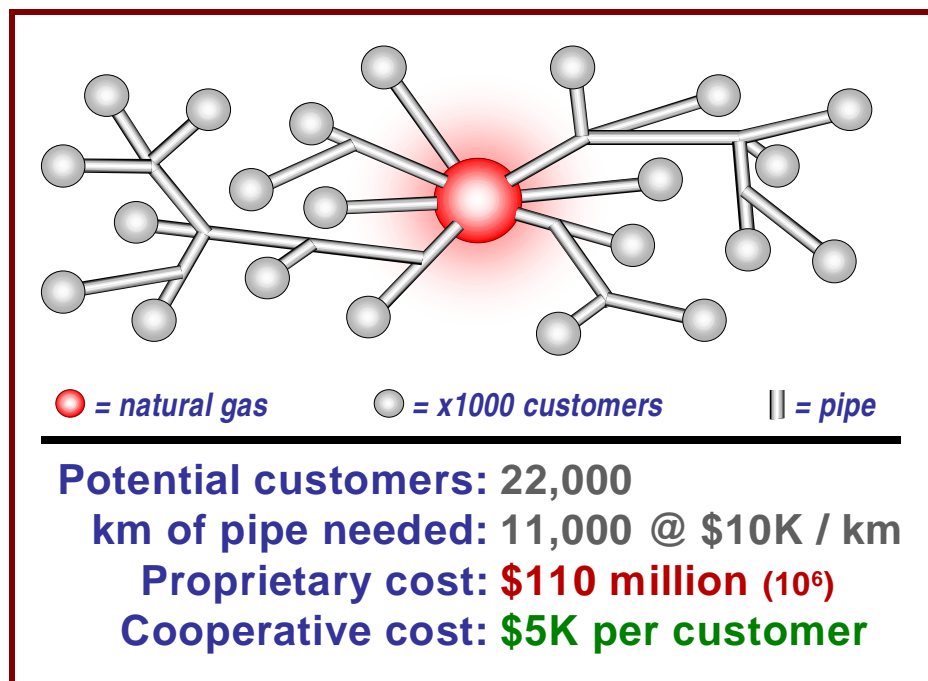 = natural gas = x1000 customers = pipe
Potential customers: 22,000
km of pipe needed: 11,000 @ $10K / km
Proprietary cost: $110 million (10⁶)
Cooperative cost: $5K per customer